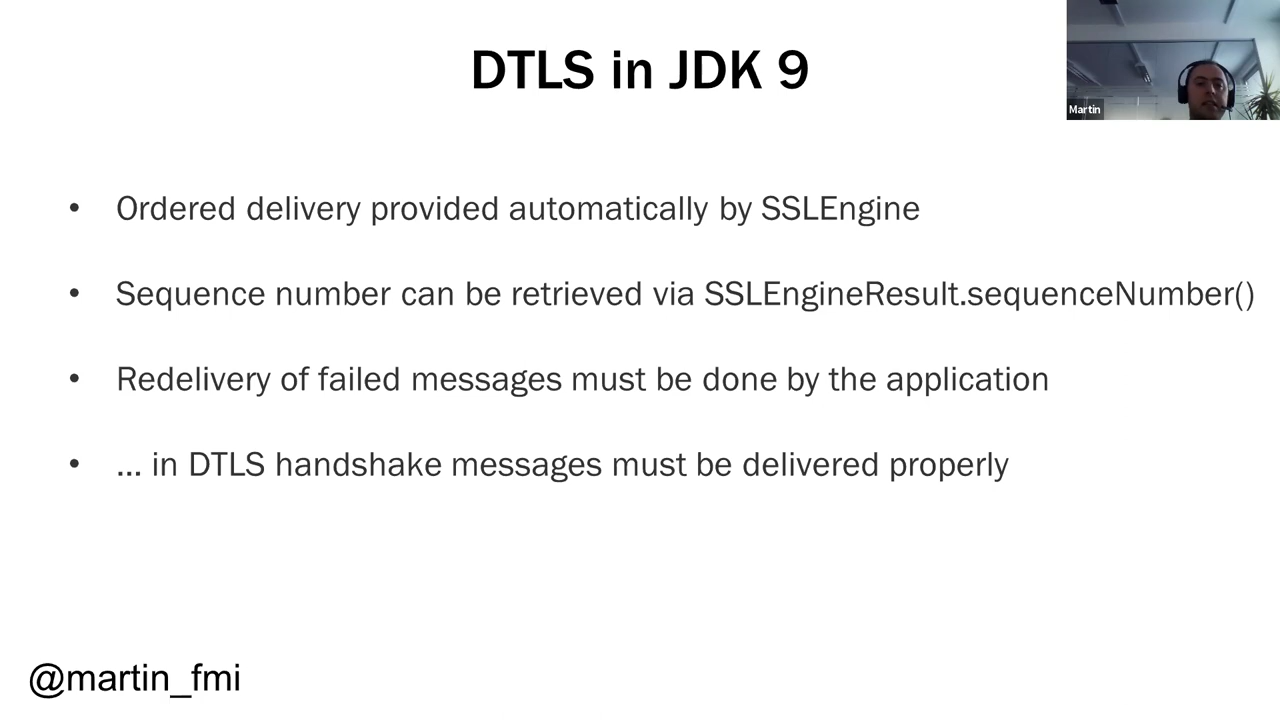 DTLS in JDK 9
Martin
• Ordered delivery provided automatically by SSLEngine
• Sequence number can be retrieved via SSLEngineResult.sequenceNumber()
• Redelivery of failed messages must be done by the application
• ... in DTLS handshake messages must be delivered properly
@martin_fmi